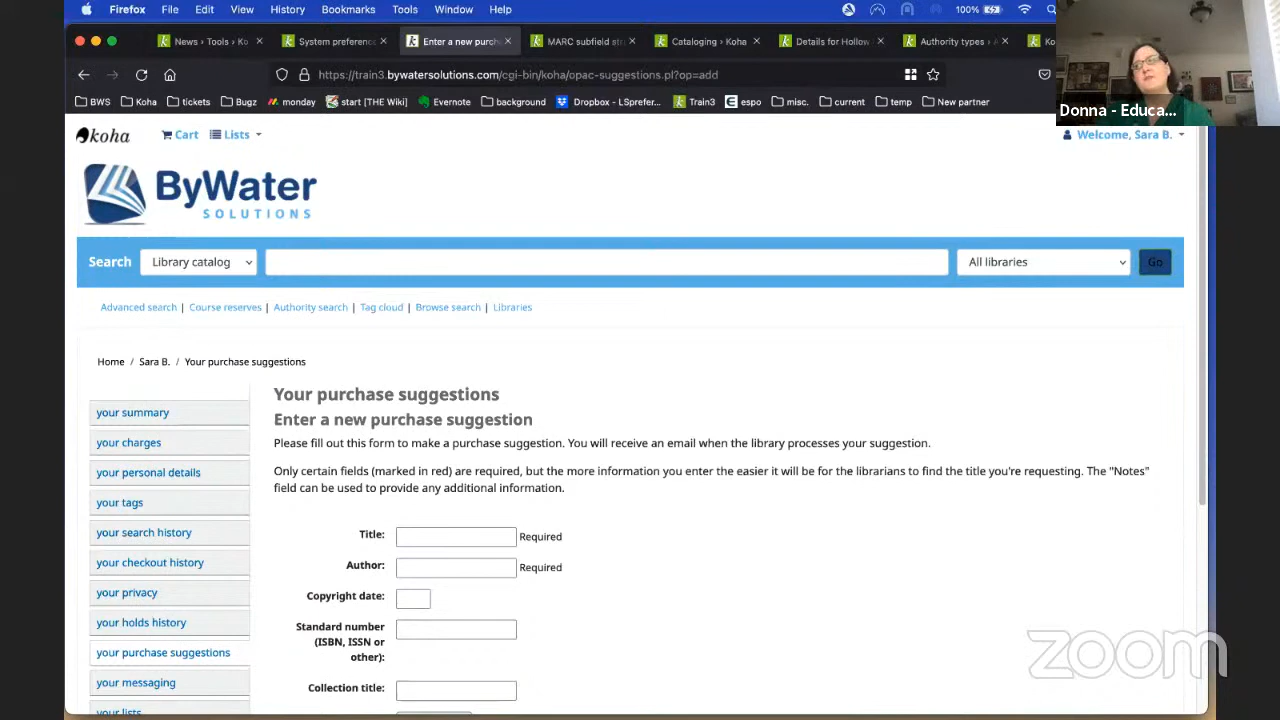 Firefox File Edit View History Bookmarks Tools Window Help 100%
News › Tools › Ko × System preferenc × Enter a new purch × MARC subfield str × Cataloging › Koha × Details for Hollow × Authority types › A × Ko
https://train3.bywatersolutions.com/cgi-bin/koha/opac-suggestions.pl?op=add
BWS Koha tickets Bugz monday start [THE Wiki] Evernote background Dropbox - LSprefer... Train3 espo misc. current temp New partner
Donna - Educa...
koha Cart Lists Welcome, Sara B.
ByWater
SOLUTIONS
Search Library catalog All libraries Go
Advanced search | Course reserves | Authority search | Tag cloud | Browse search | Libraries
Home / Sara B. / Your purchase suggestions
your summary
your charges
your personal details
your tags
your search history
your checkout history
your privacy
your holds history
your purchase suggestions
your messaging
your lists
Your purchase suggestions
Enter a new purchase suggestion
Please fill out this form to make a purchase suggestion. You will receive an email when the library processes your suggestion.
Only certain fields (marked in red) are required, but the more information you enter the easier it will be for the librarians to find the title you're requesting. The "Notes"
field can be used to provide any additional information.
Title: Required
Author: Required
Copyright date:
Standard number
(ISBN, ISSN or
other):
Collection title:
zoom